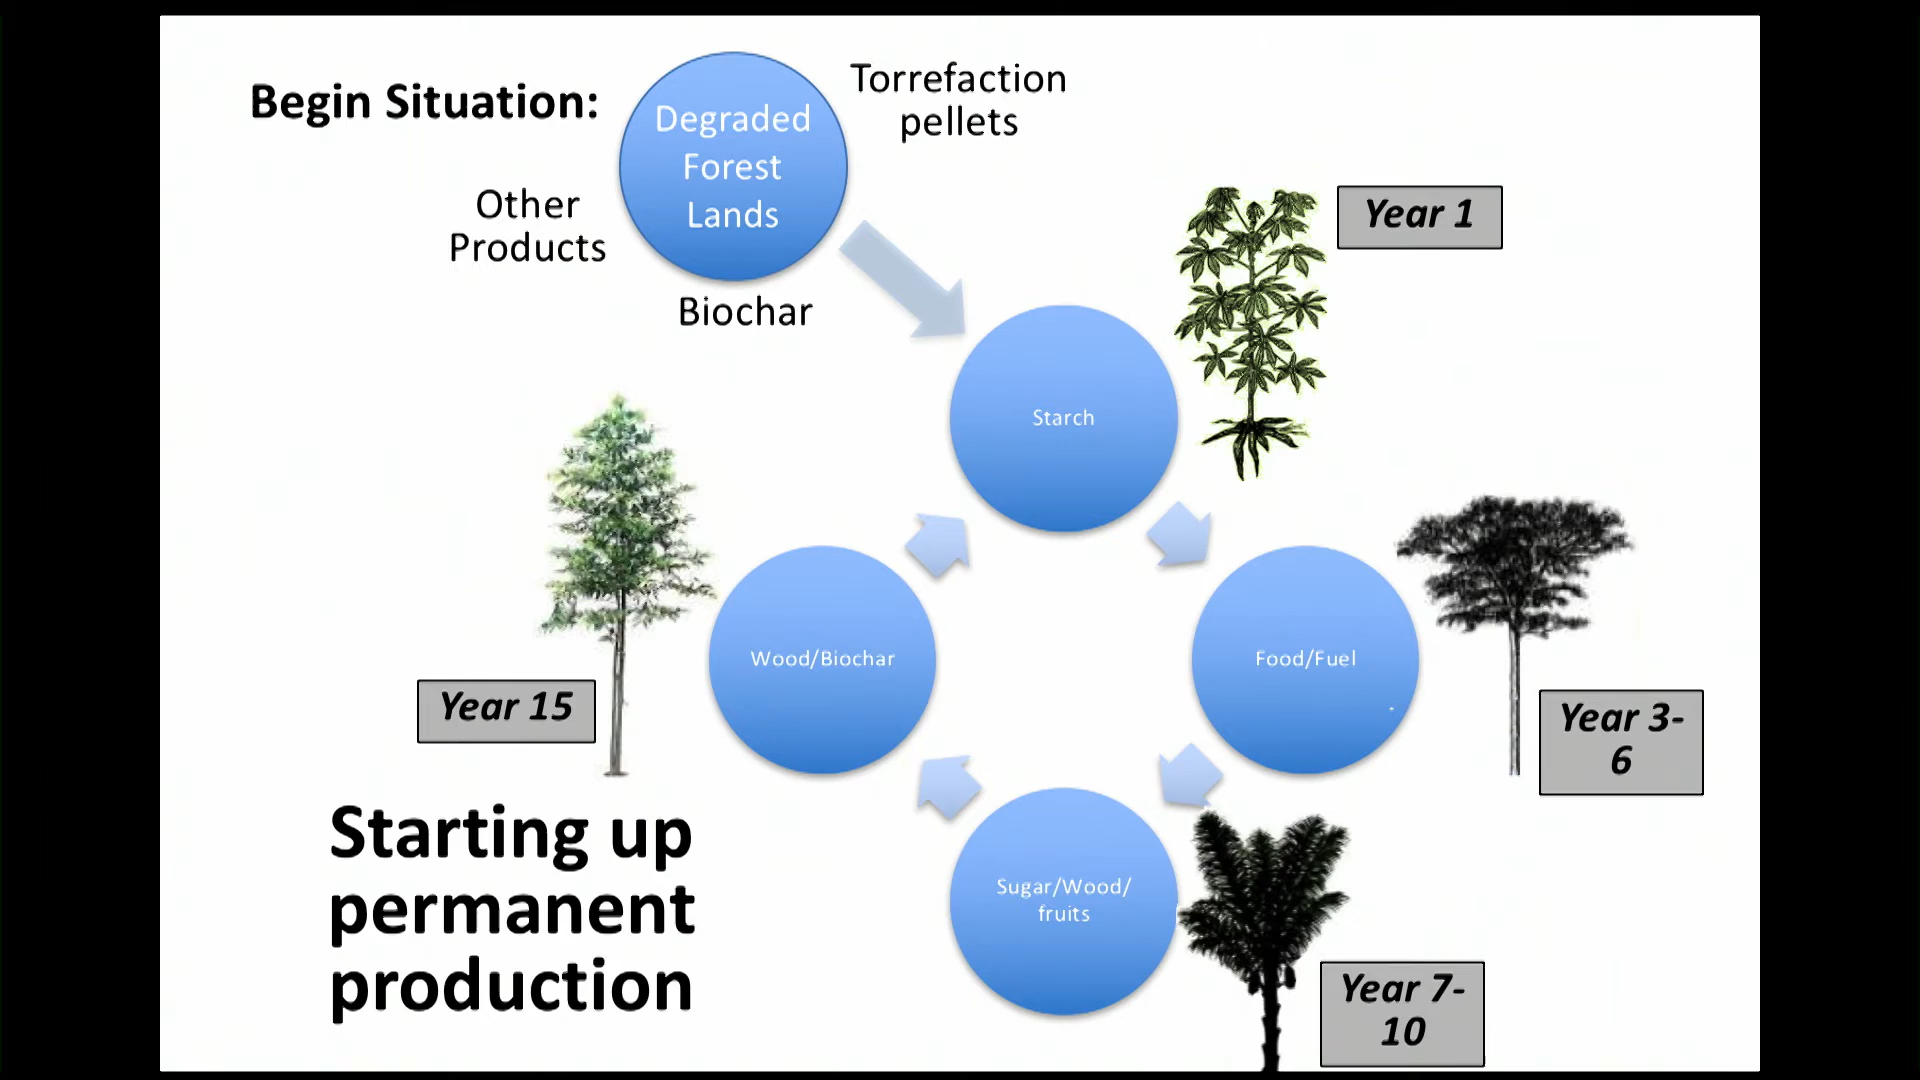 Begin Situation:
Degraded
Forest
Lands
Torrefaction
pellets
Other
Products
Biochar
Year 1
Starch
Food/Fuel
Year 3-
6
Sugar/Wood/
fruits
Year 7-
10
Wood/Biochar
Year 15
Starting up
permanent
production